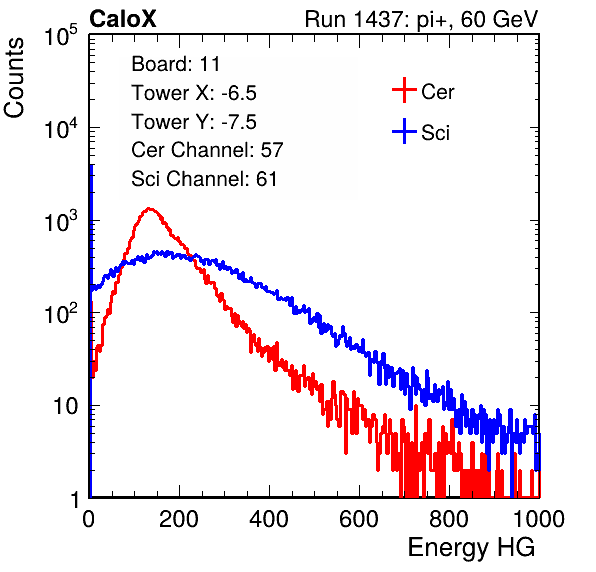 CaloX Run 1437: pi+, 60 GeV
Counts
10^5
10^4
10^3
10^2
10
1
Board: 11
Tower X: -6.5
Tower Y: -7.5
Cer Channel: 57
Sci Channel: 61
Cer
Sci
0 200 400 600 800 1000
Energy HG